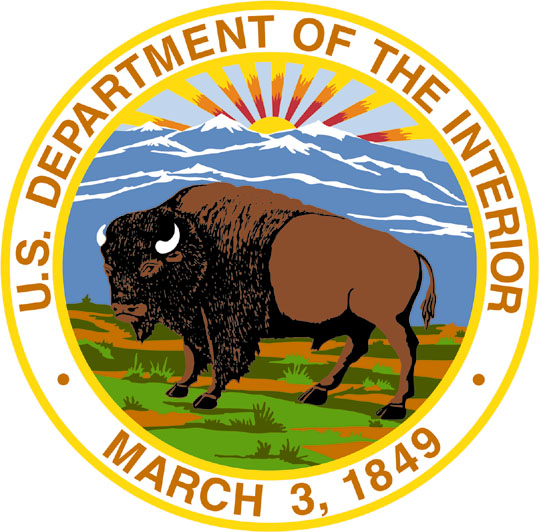 U.S. DEPARTMENT OF THE INTERIOR
MARCH 3, 1849